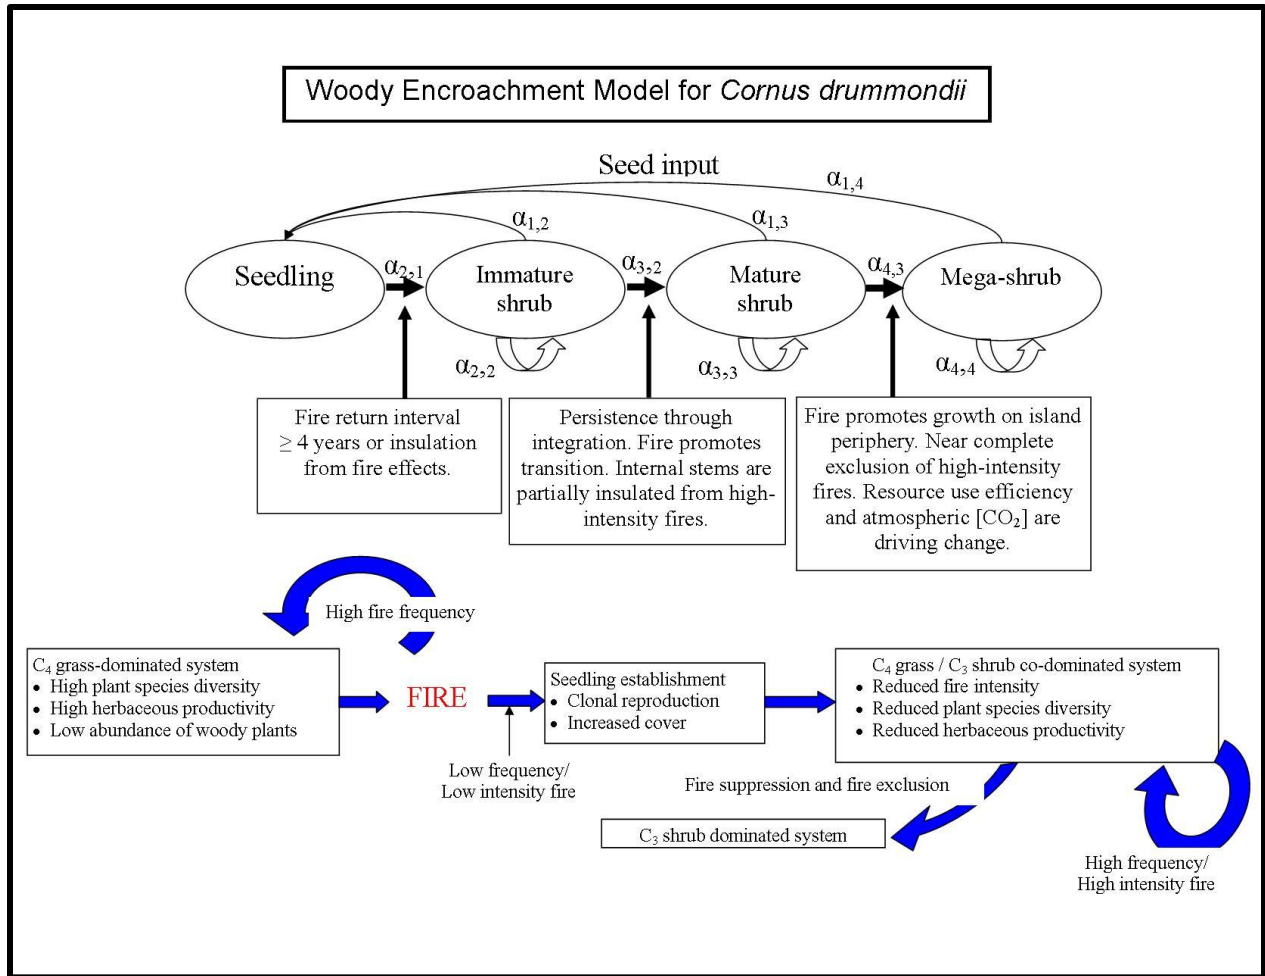 Woody Encroachment Model for Cornus drummondii
Seed input
α1,4
α1,2
α1,3
Seedling
α2,1
Immature
shrub
α3,2
Mature
shrub
α4,3
Mega-shrub
α2,2
α3,3
α4,4
Fire return interval
≥ 4 years or insulation
from fire effects.
Persistence through
integration. Fire promotes
transition. Internal stems are
partially insulated from high-
intensity fires.
Fire promotes growth on island
periphery. Near complete
exclusion of high-intensity
fires. Resource use efficiency
and atmospheric [CO₂] are
driving change.
High fire frequency
C₄ grass-dominated system
• High plant species diversity
• High herbaceous productivity
• Low abundance of woody plants
FIRE
Low frequency/
Low intensity fire
Seedling establishment
• Clonal reproduction
• Increased cover
C₄ grass / C₃ shrub co-dominated system
• Reduced fire intensity
• Reduced plant species diversity
• Reduced herbaceous productivity
Fire suppression and fire exclusion
C₃ shrub dominated system
High frequency/
High intensity fire